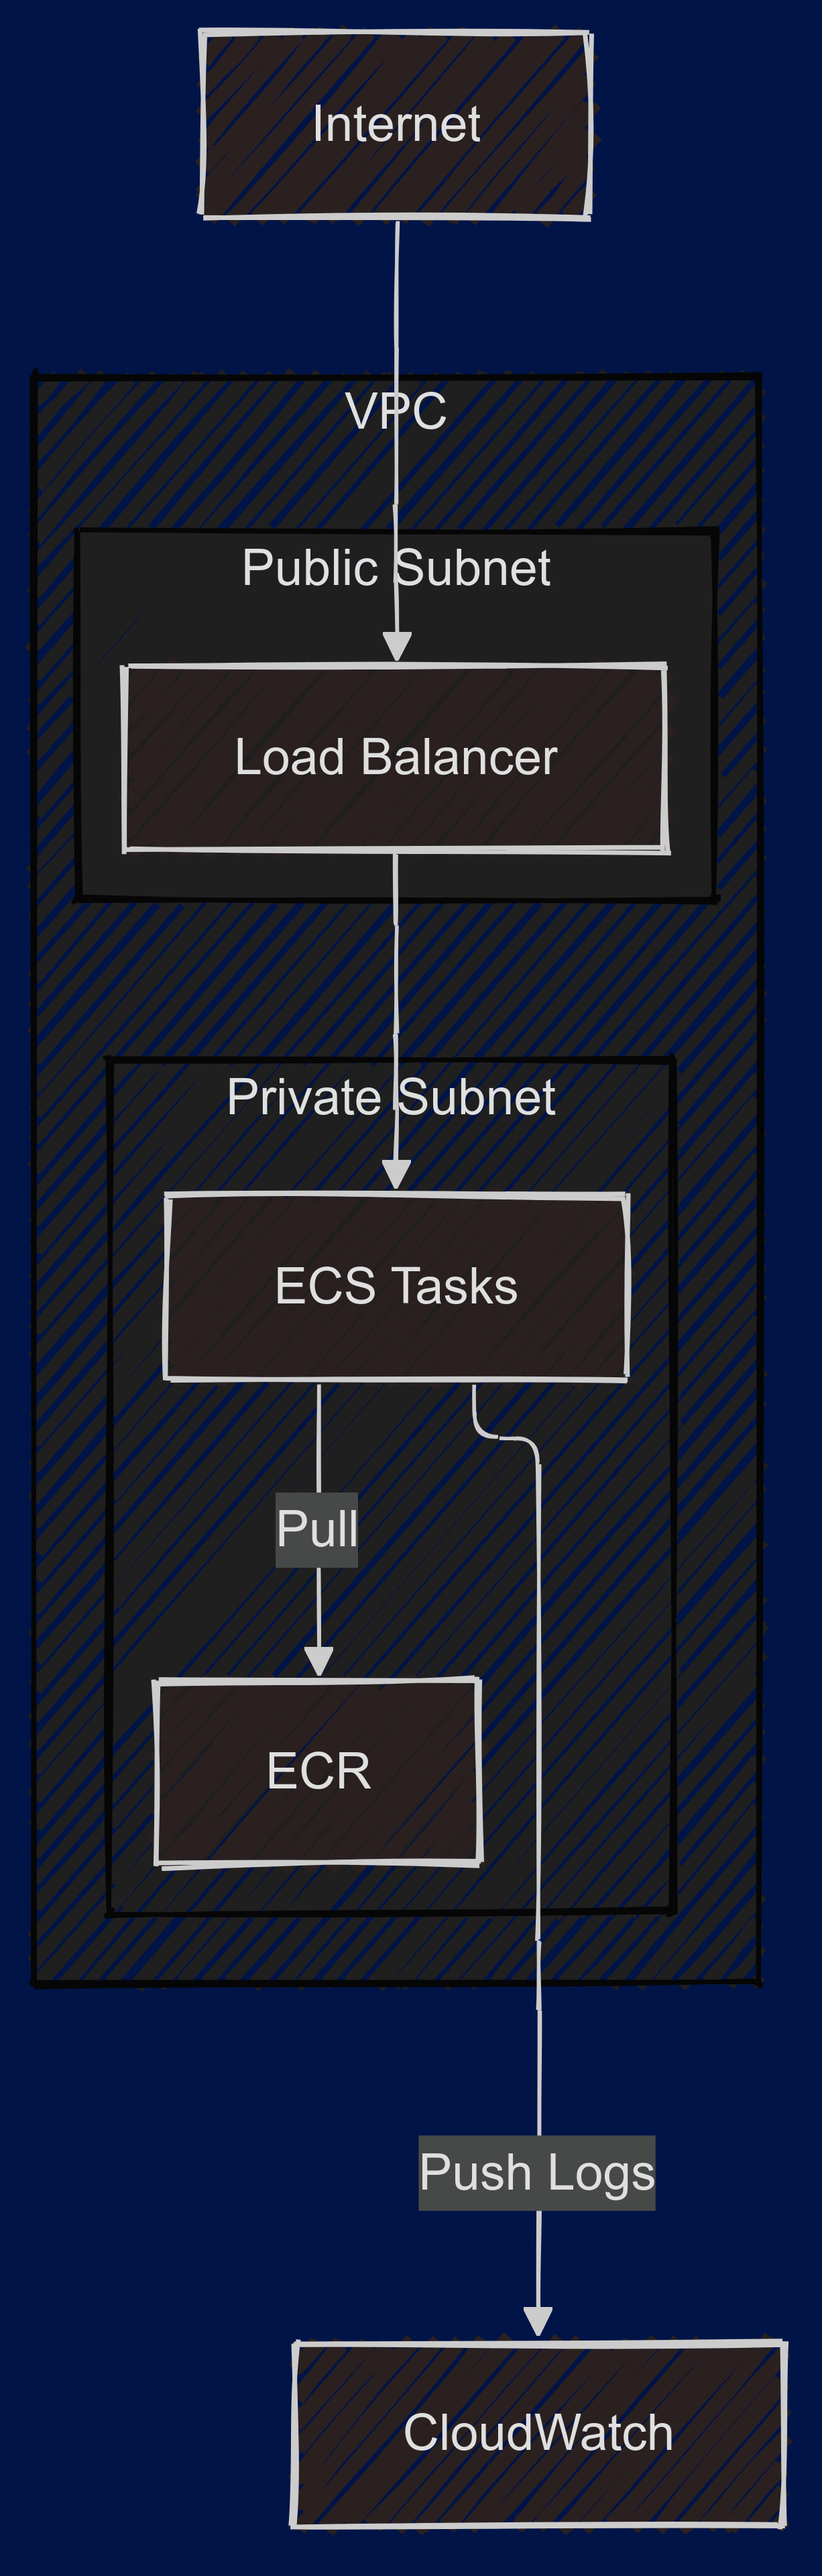 Internet
VPC
Public Subnet
Load Balancer
Private Subnet
ECS Tasks
Pull
ECR
Push Logs
CloudWatch